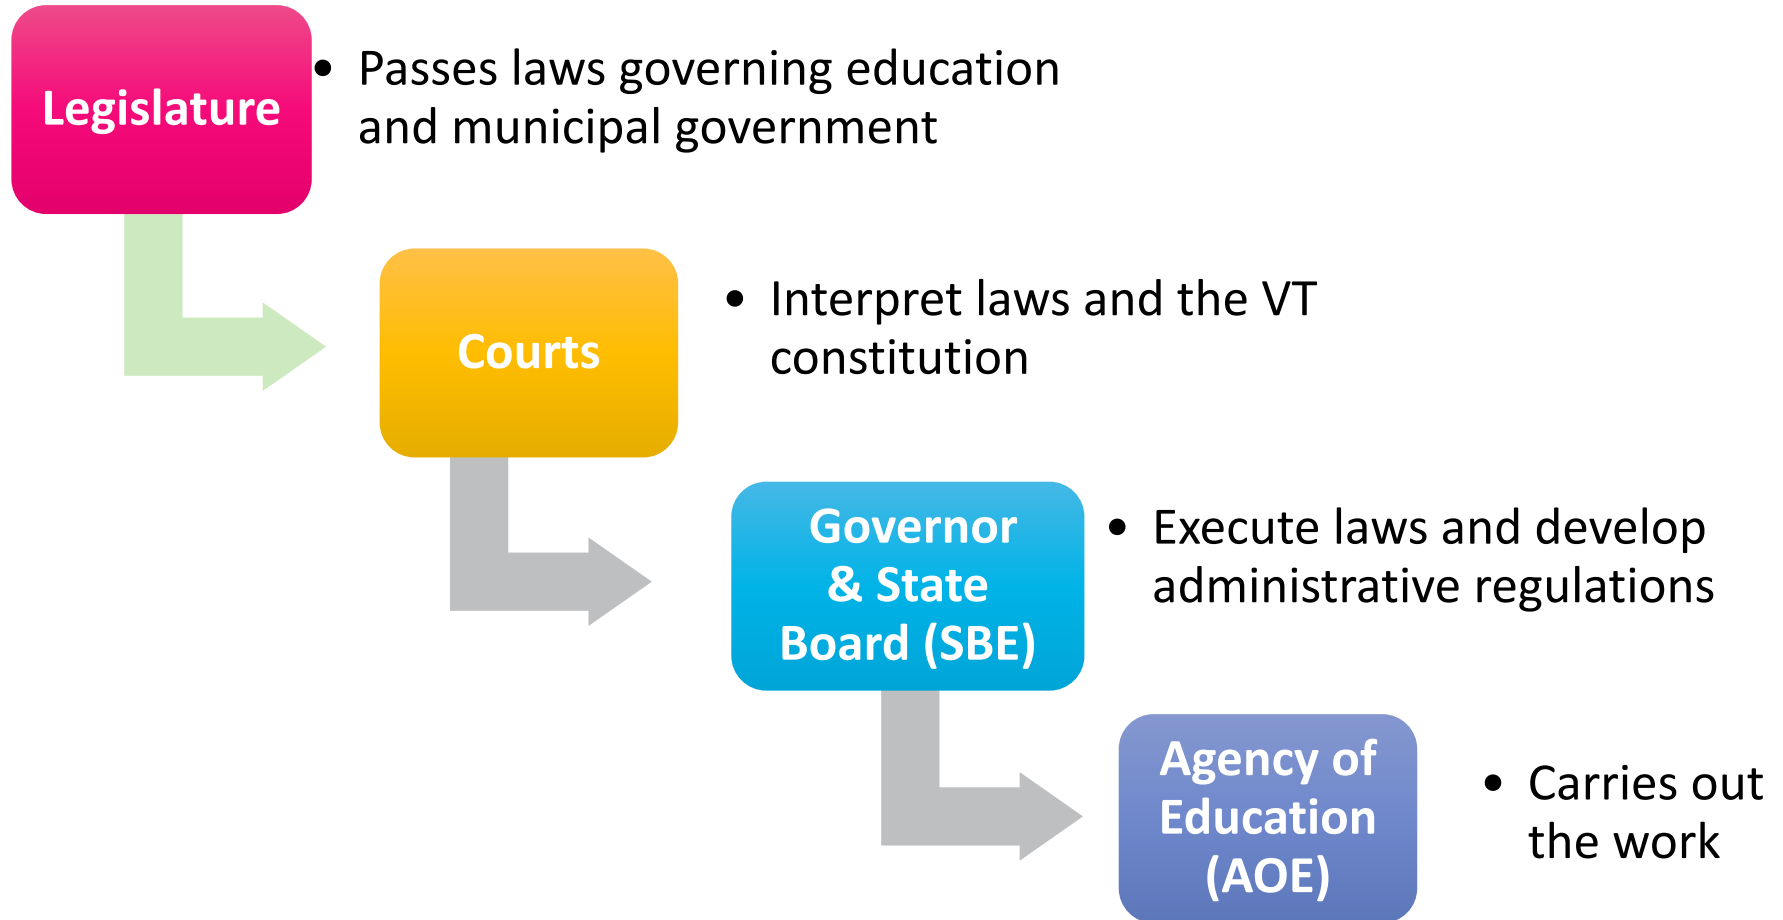 Legislature
• Passes laws governing education
and municipal government
Courts
• Interpret laws and the VT
constitution
Governor
& State
Board (SBE)
• Execute laws and develop
administrative regulations
Agency of
Education
(AOE)
• Carries out
the work